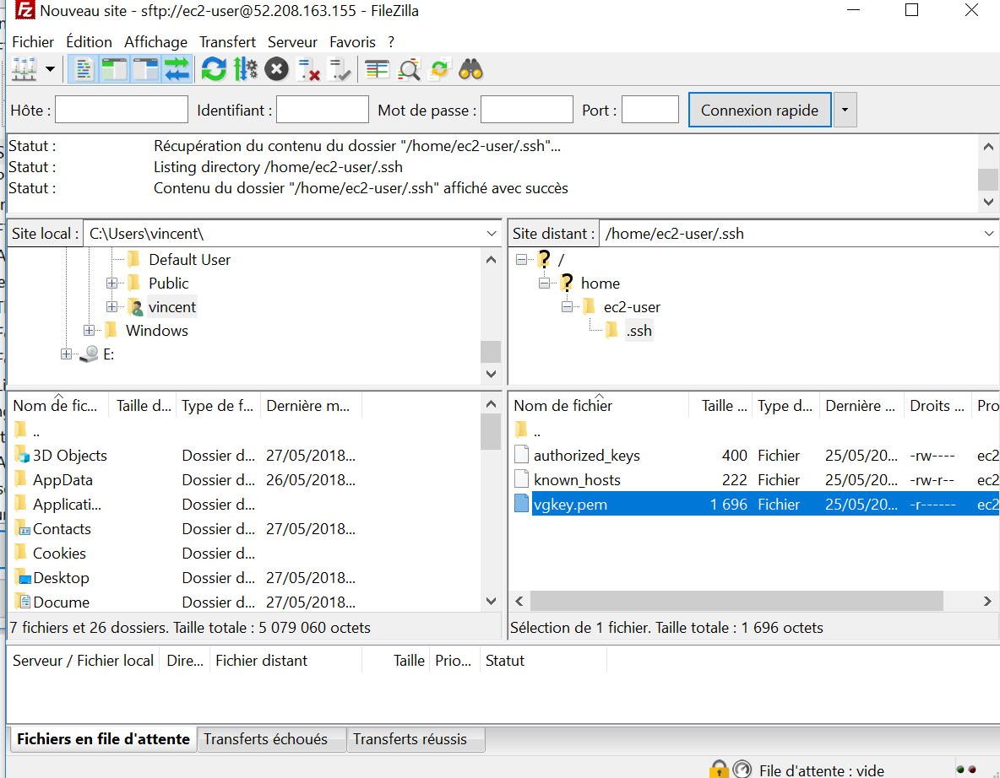 Nouveau site - sftp://ec2-user@52.208.163.155 - FileZilla
Fichier Édition Affichage Transfert Serveur Favoris ?
Hôte : Identifiant : Mot de passe : Port : Connexion rapide
Statut : Récupération du contenu du dossier "/home/ec2-user/.ssh"...
Statut : Listing directory /home/ec2-user/.ssh
Statut : Contenu du dossier "/home/ec2-user/.ssh" affiché avec succès
Site local : C:\Users\vincent\
Default User
Public
vincent
Windows
E:
Site distant : /home/ec2-user/.ssh
/
home
ec2-user
.ssh
Nom de fic... Taille d... Type de f... Dernière m...
..
3D Objects Dossier d... 27/05/2018...
AppData Dossier d... 26/05/2018...
Applicati... Dossier d...
Contacts Dossier d... 27/05/2018...
Cookies Dossier d...
Desktop Dossier d... 27/05/2018...
Docume Dossier d... 27/05/2018...
7 fichiers et 26 dossiers. Taille totale : 5 079 060 octets
Nom de fichier Taille ... Type d... Dernière ... Droits ... Pro
..
authorized_keys 400 Fichier 25/05/20... -rw---- ec2
known_hosts 222 Fichier 25/05/20... -rw-r-- ec2
vgkey.pem 1 696 Fichier 25/05/20... -r------ ec2
Sélection de 1 fichier. Taille totale : 1 696 octets
Serveur / Fichier local Dire... Fichier distant Taille Prio... Statut
Fichiers en file d'attente Transferts échoués Transferts réussis
File d'attente : vide